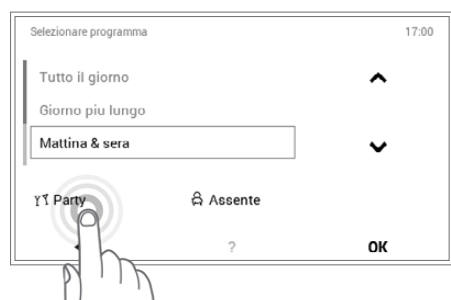 Selezionare programma 17:00
Tutto il giorno
Giorno piu lungo
Mattina & sera
Party Assente
? OK